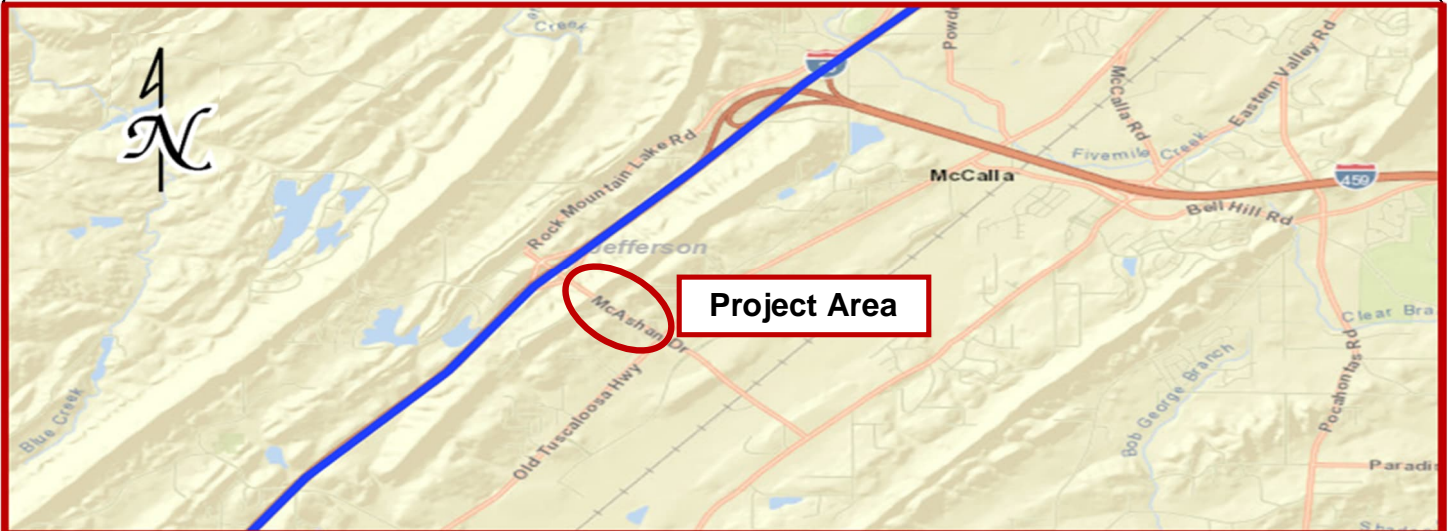 Creek
Powde
N
McCalla Rd
Eastern Valley Rd
Rock Mountain Lake Rd
Fivemile Creek
McCalla
459
Bell Hill Rd
Jefferson
Project Area
McAshan Dr
Clear Bra
Old Tuscaloosa Hwy
Pocahontas Rd
Bob George Branch
Blue Creek
Paradi